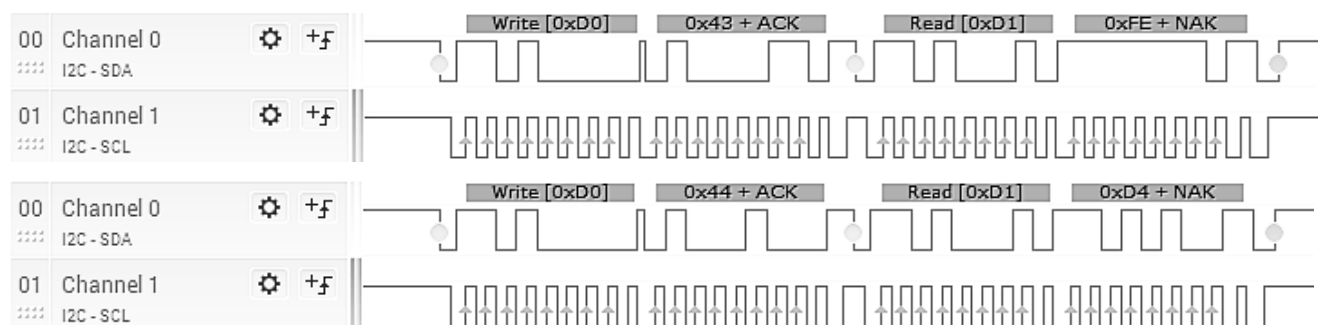 Write [0xD0] 0x43 + ACK Read [0xD1] 0xFE + NAK
00 Channel 0
I2C - SDA
01 Channel 1
I2C - SCL
Write [0xD0] 0x44 + ACK Read [0xD1] 0xD4 + NAK
00 Channel 0
I2C - SDA
01 Channel 1
I2C - SCL